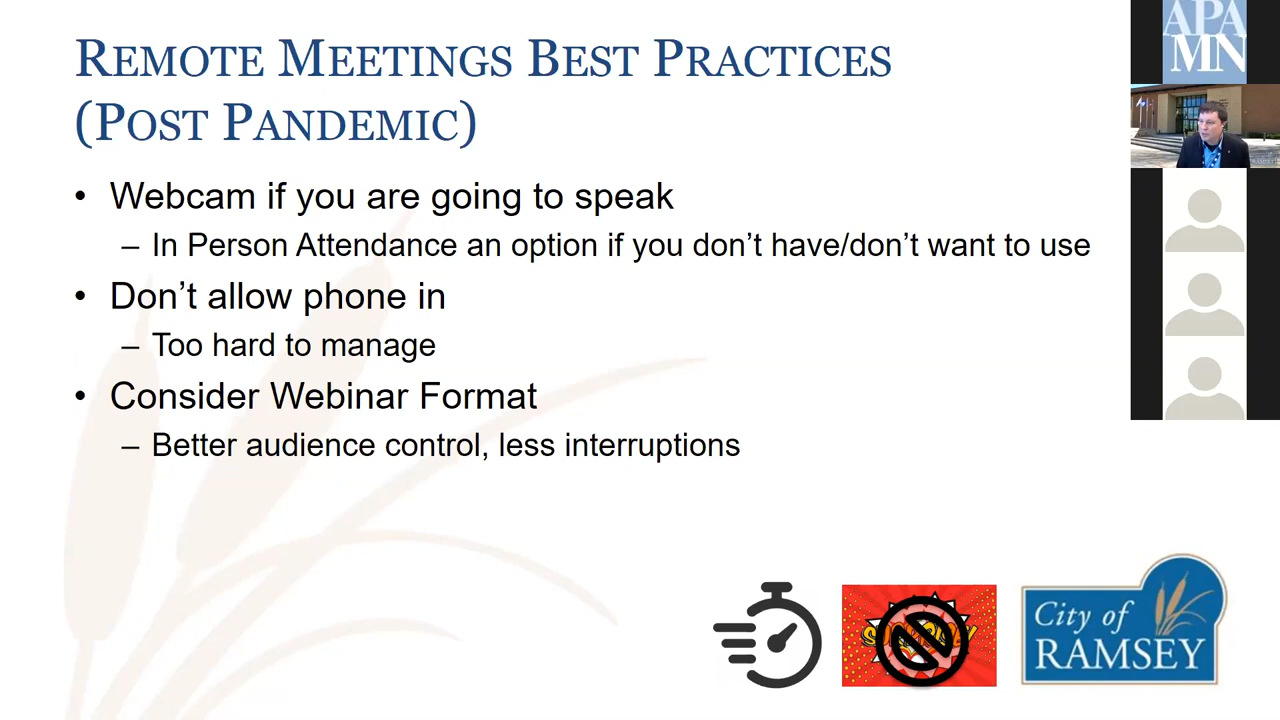 REMOTE MEETINGS BEST PRACTICES
(POST PANDEMIC)
• Webcam if you are going to speak
– In Person Attendance an option if you don’t have/don’t want to use
• Don’t allow phone in
– Too hard to manage
• Consider Webinar Format
– Better audience control, less interruptions
City of
RAMSEY
APA
MN